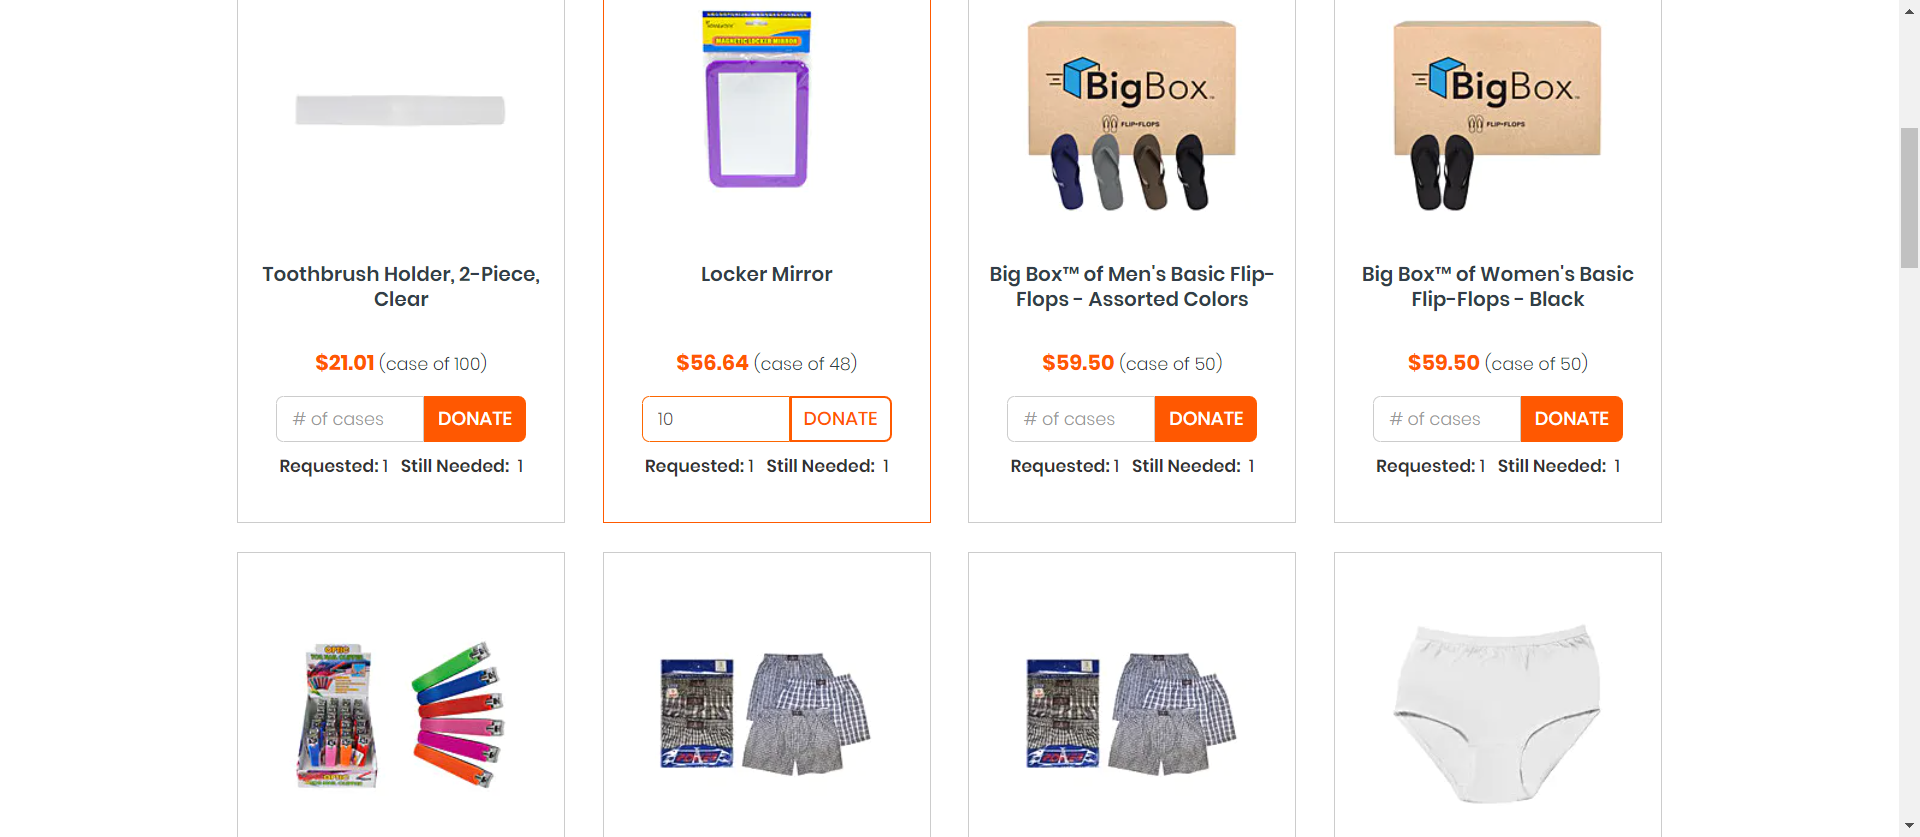 MAGNETIC LOCKER MIRROR
BigBox™
FLIP-FLOPS
BigBox™
FLIP-FLOPS
Toothbrush Holder, 2-Piece,
Clear
Locker Mirror
Big Box™ of Men's Basic Flip-
Flops - Assorted Colors
Big Box™ of Women's Basic
Flip-Flops - Black
$21.01 (case of 100)
$56.64 (case of 48)
$59.50 (case of 50)
$59.50 (case of 50)
# of cases DONATE
10 DONATE
# of cases DONATE
# of cases DONATE
Requested: 1 Still Needed: 1
Requested: 1 Still Needed: 1
Requested: 1 Still Needed: 1
Requested: 1 Still Needed: 1
OPTIC